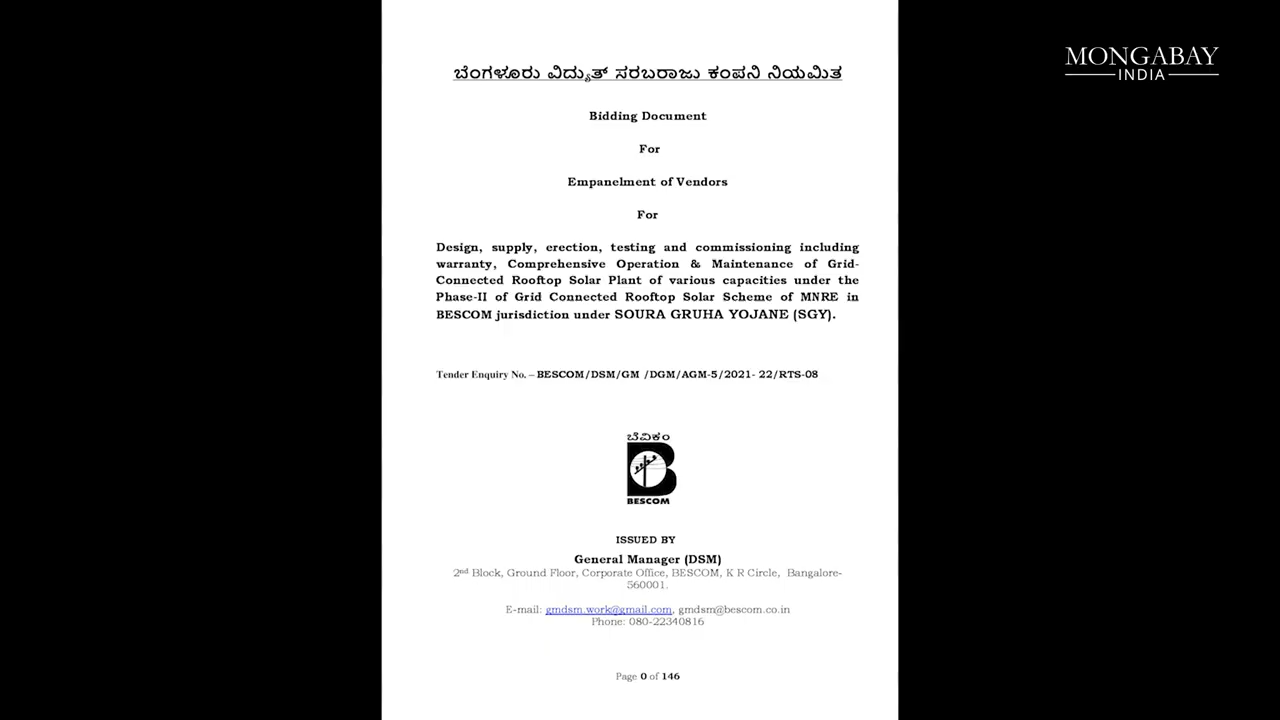 MONGABAY
INDIA
ಬೆಂಗಳೂರು ವಿದ್ಯುತ್ ಸರಬರಾಜು ಕಂಪನಿ ನಿಯಮಿತ
Bidding Document
For
Empanelment of Vendors
For
Design, supply, erection, testing and commissioning including
warranty, Comprehensive Operation & Maintenance of Grid-
Connected Rooftop Solar Plant of various capacities under the
Phase-II of Grid Connected Rooftop Solar Scheme of MNRE in
BESCOM jurisdiction under SOURA GRUHA YOJANE (SGY).
Tender Enquiry No. – BESCOM/DSM/GM /DGM/AGM-5/2021- 22/RTS-08
ಬೆವಿಕಂ
B
BESCOM
ISSUED BY
General Manager (DSM)
2nd Block, Ground Floor, Corporate Office, BESCOM, K R Circle, Bangalore-
560001.
E-mail: gmdsm.work@gmail.com, gmdsm@bescom.co.in
Phone: 080-22340816
Page 0 of 146